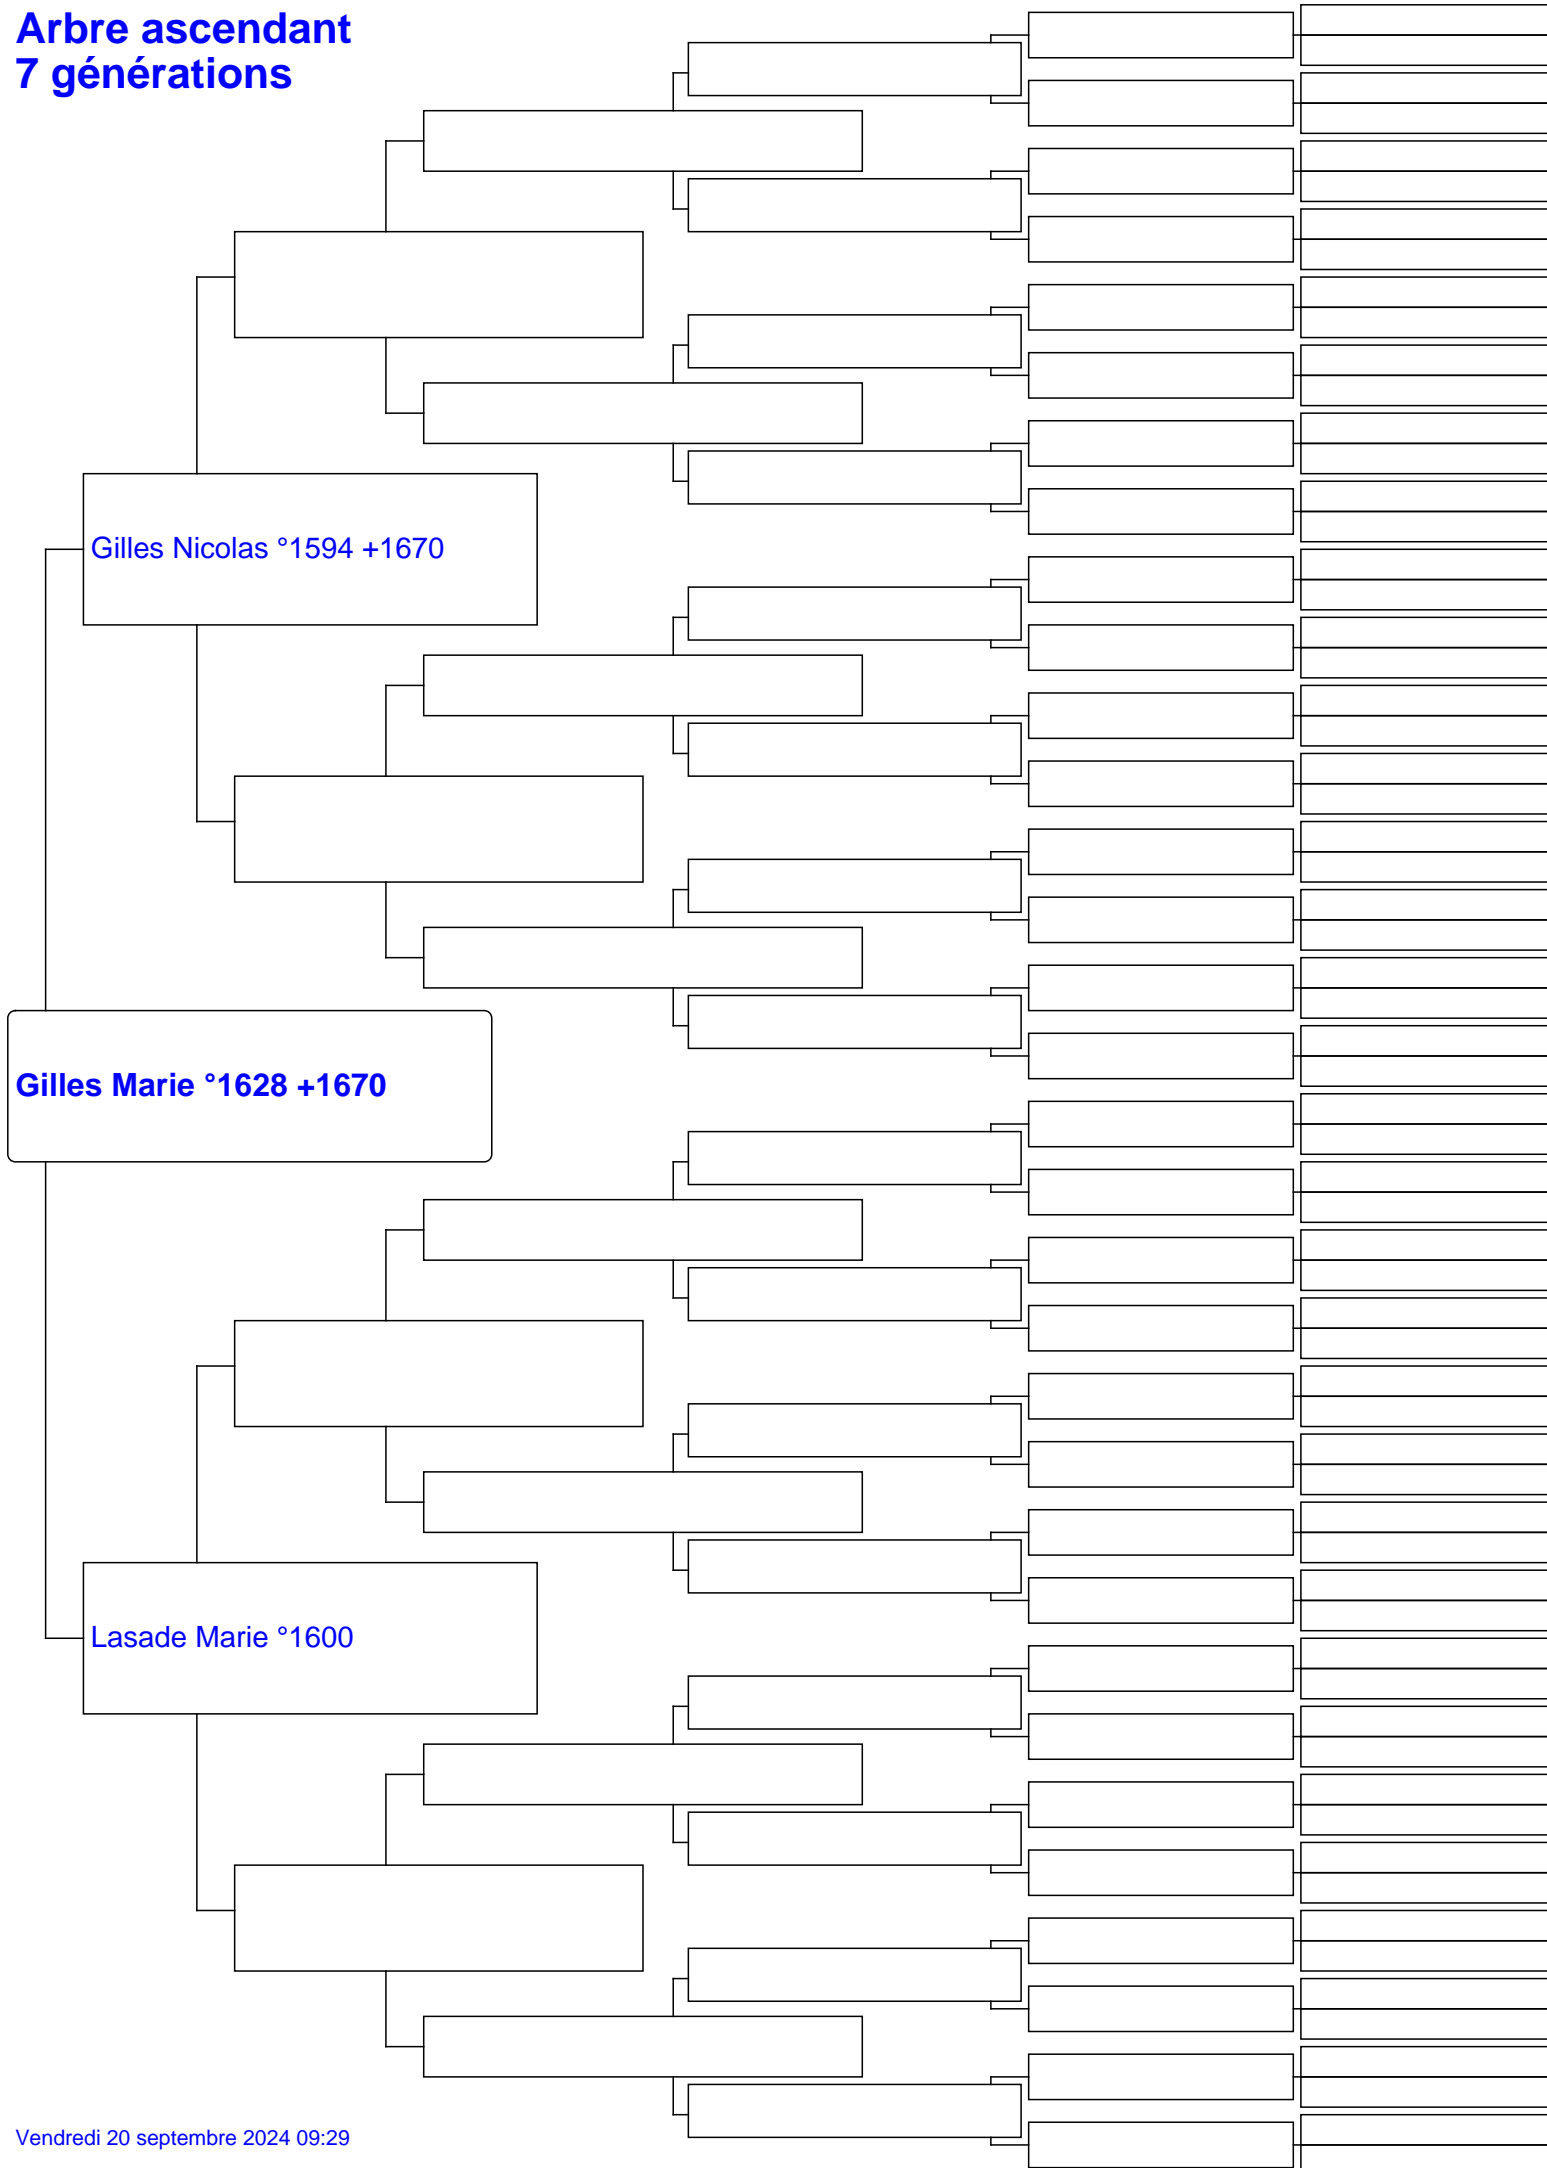 Arbre ascendant
7 générations
Gilles Nicolas °1594 +1670
Gilles Marie °1628 +1670
Lasade Marie °1600
Vendredi 20 septembre 2024 09:29